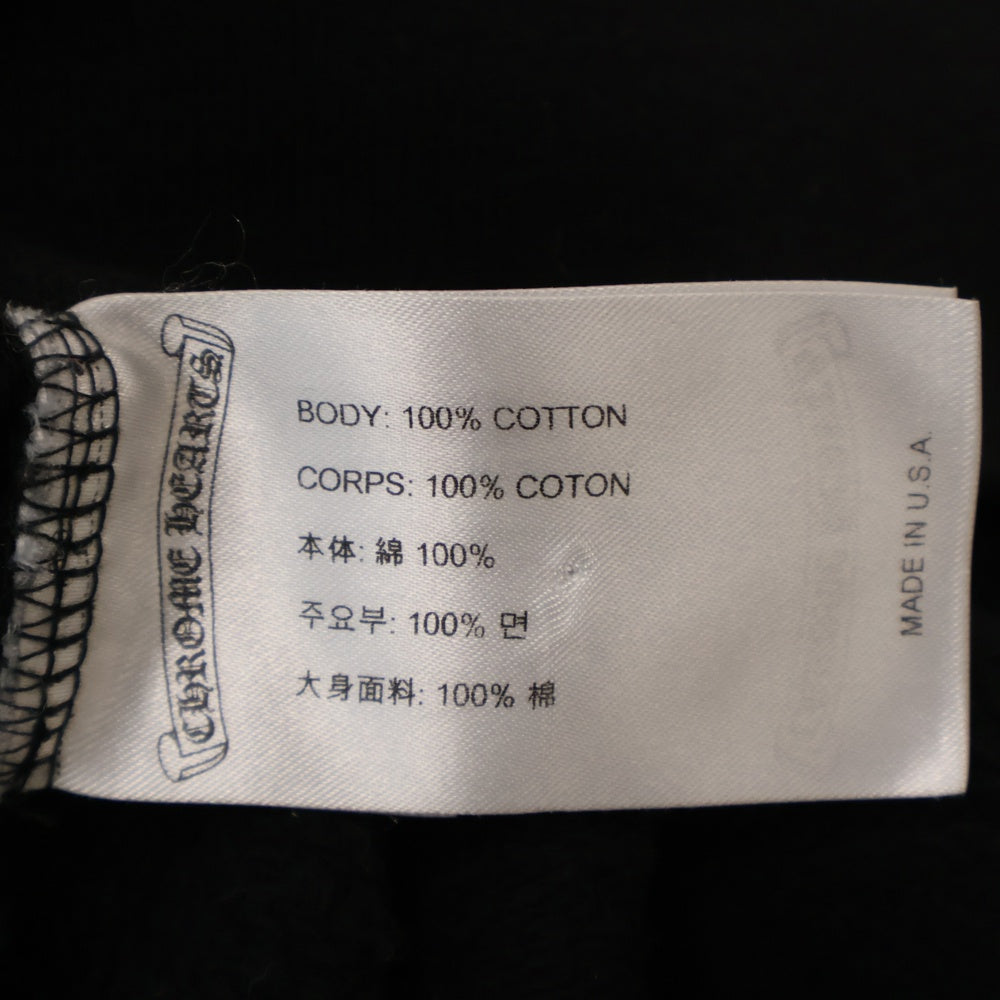 CHROME HEARTS
BODY: 100% COTTON
CORPS: 100% COTON
本体: 綿 100%
주요부: 100% 면
大身面料: 100% 棉
MADE IN U.S.A.